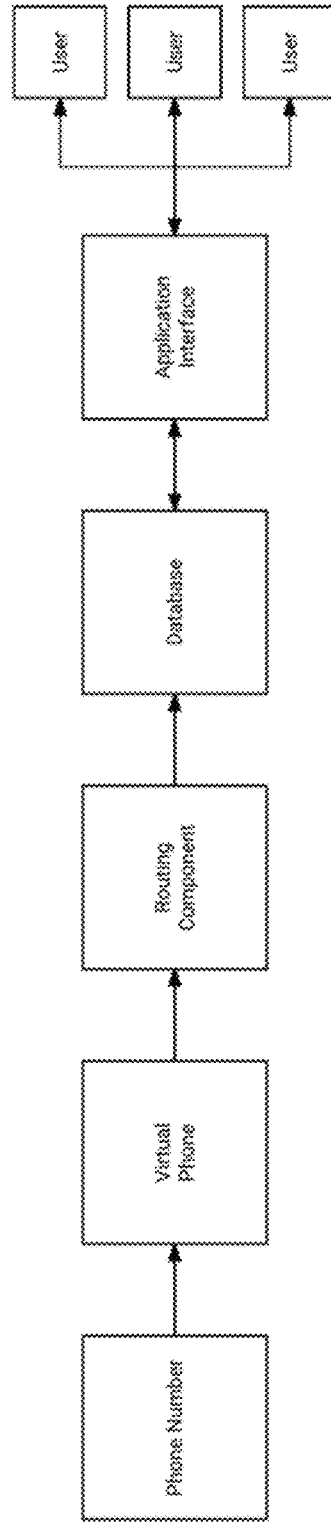 Phone Number
Virtual
Phone
Routing
Component
Database
Application
Interface
User
User
User